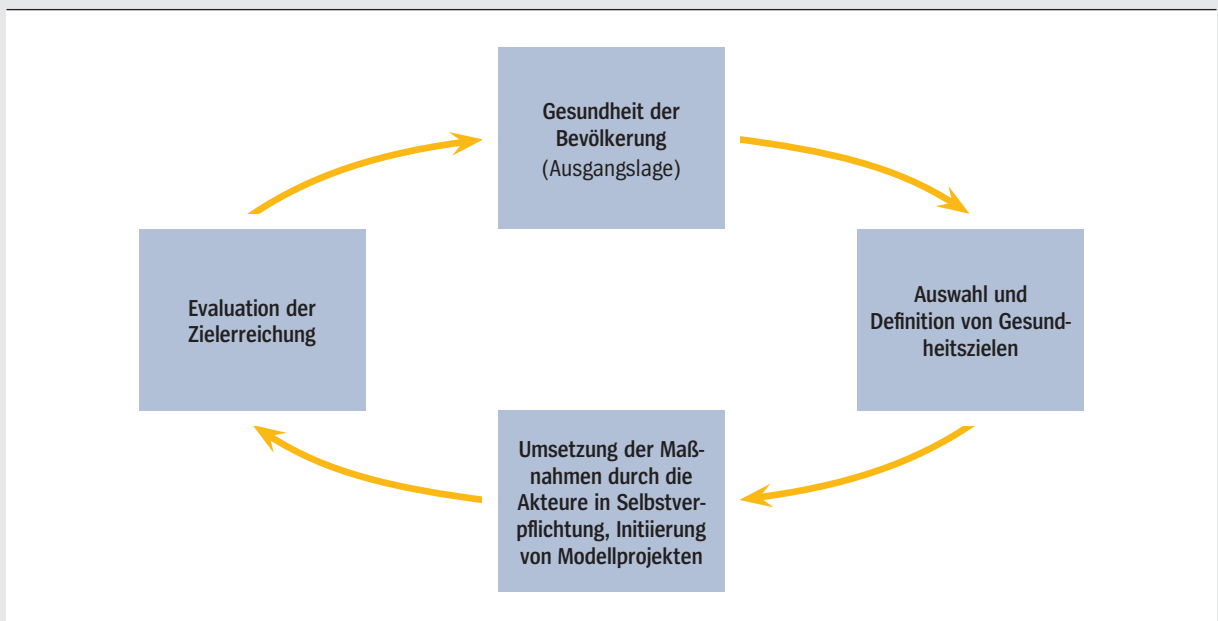 Gesundheit der
Bevölkerung
(Ausgangslage)
Auswahl und
Definition von Gesund-
heitszielen
Umsetzung der Maß-
nahmen durch die
Akteure in Selbstver-
pflichtung, Initiierung
von Modellprojekten
Evaluation der
Zielerreichung